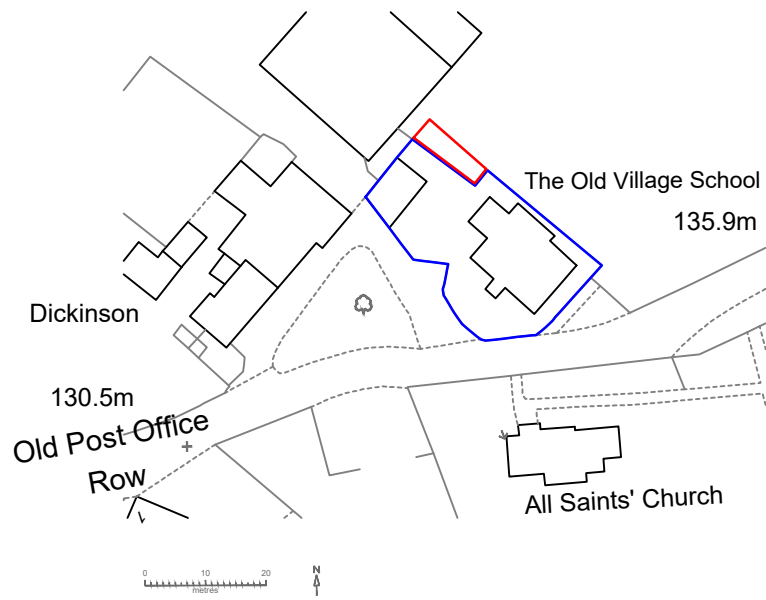 The Old Village School
135.9m
Dickinson
130.5m
Old Post Office
Row
All Saints' Church
0 10 20
metres
N